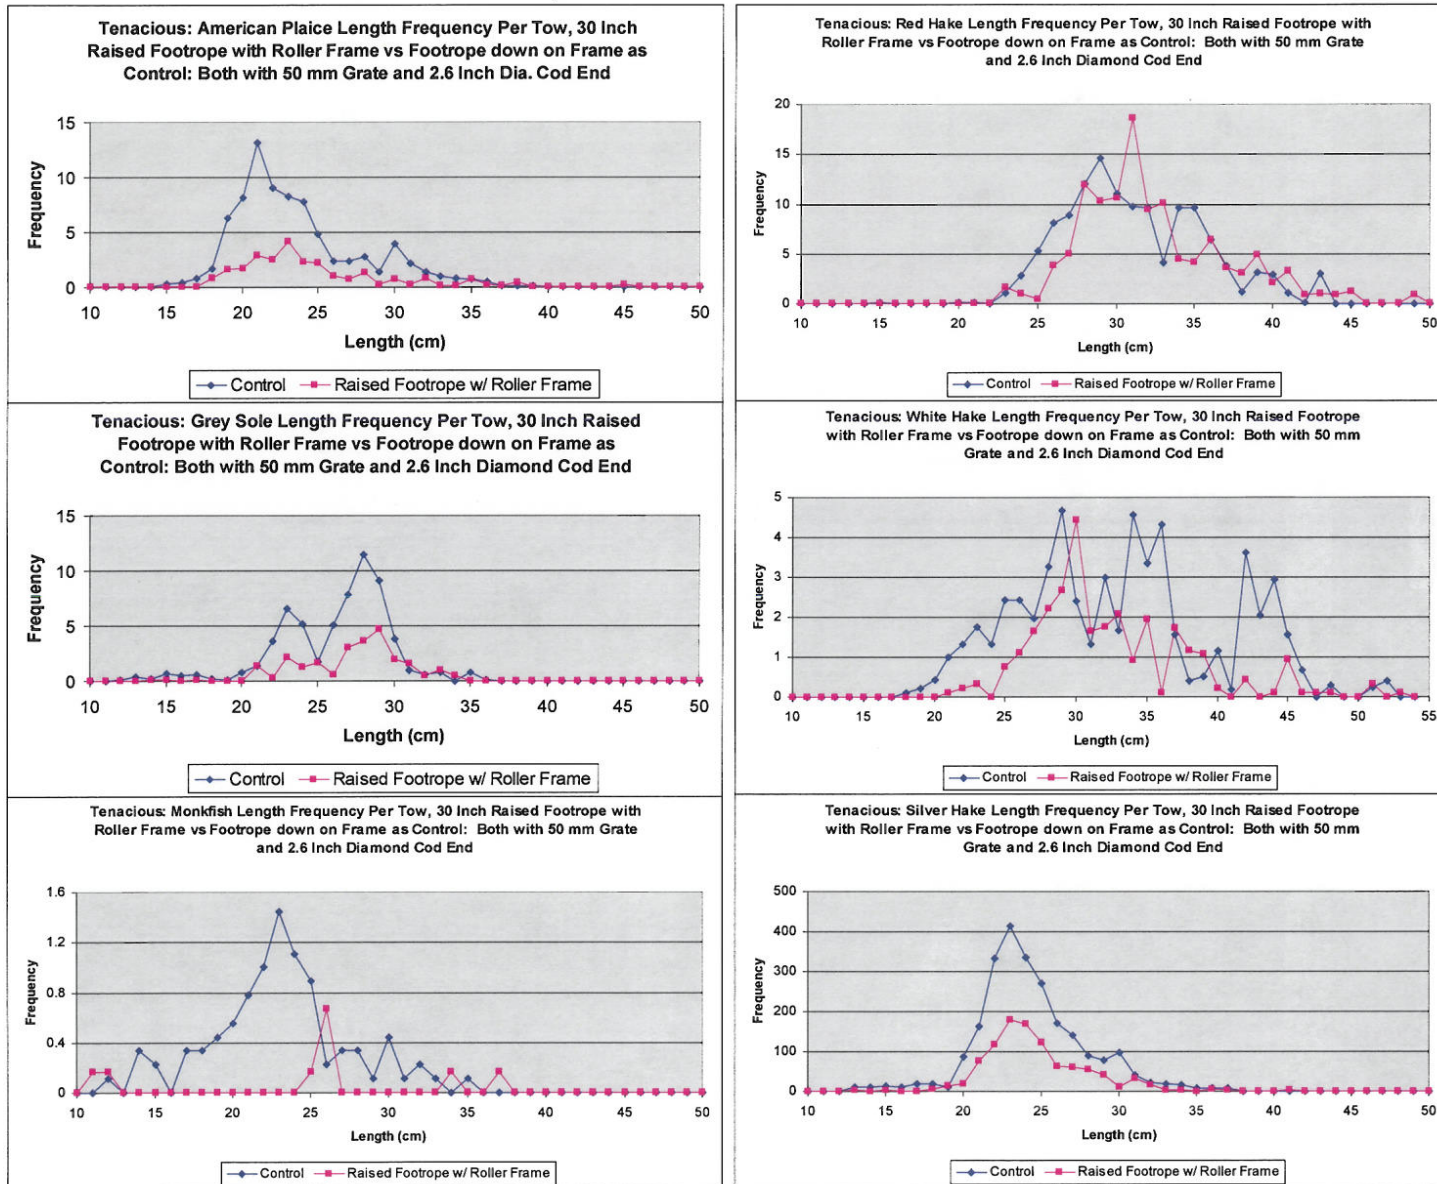 Tenacious: American Plaice Length Frequency Per Tow, 30 Inch
Raised Footrope with Roller Frame vs Footrope down on Frame as
Control: Both with 50 mm Grate and 2.6 Inch Dia. Cod End
15
10
5
0
Frequency
10 15 20 25 30 35 40 45 50
Length (cm)
Control Raised Footrope w/ Roller Frame
Tenacious: Red Hake Length Frequency Per Tow, 30 Inch Raised Footrope with
Roller Frame vs Footrope down on Frame as Control: Both with 50 mm Grate
and 2.6 Inch Diamond Cod End
20
15
10
5
0
Frequency
10 15 20 25 30 35 40 45 50
Length (cm)
Control Raised Footrope w/ Roller Frame
Tenacious: Grey Sole Length Frequency Per Tow, 30 Inch Raised
Footrope with Roller Frame vs Footrope down on Frame as
Control: Both with 50 mm Grate and 2.6 Inch Diamond Cod End
15
10
5
0
Frequency
10 15 20 25 30 35 40 45 50
Length (cm)
Control Raised Footrope w/ Roller Frame
Tenacious: White Hake Length Frequency Per Tow, 30 Inch Raised Footrope
with Roller Frame vs Footrope down on Frame as Control: Both with 50 mm
Grate and 2.6 Inch Diamond Cod End
5
4
3
2
1
0
Frequency
10 15 20 25 30 35 40 45 50 55
Length (cm)
Control Raised Footrope w/ Roller Frame
Tenacious: Monkfish Length Frequency Per Tow, 30 Inch Raised Footrope with
Roller Frame vs Footrope down on Frame as Control: Both with 50 mm Grate
and 2.6 Inch Diamond Cod End
1.6
1.2
0.8
0.4
0
Frequency
10 15 20 25 30 35 40 45 50
Length (cm)
Control Raised Footrope w/ Roller Frame
Tenacious: Silver Hake Length Frequency Per Tow, 30 Inch Raised Footrope
with Roller Frame vs Footrope down on Frame as Control: Both with 50 mm
Grate and 2.6 Inch Diamond Cod End
500
400
300
200
100
0
Frequency
10 15 20 25 30 35 40 45 50
Length (cm)
Control Raised Footrope w/ Roller Frame